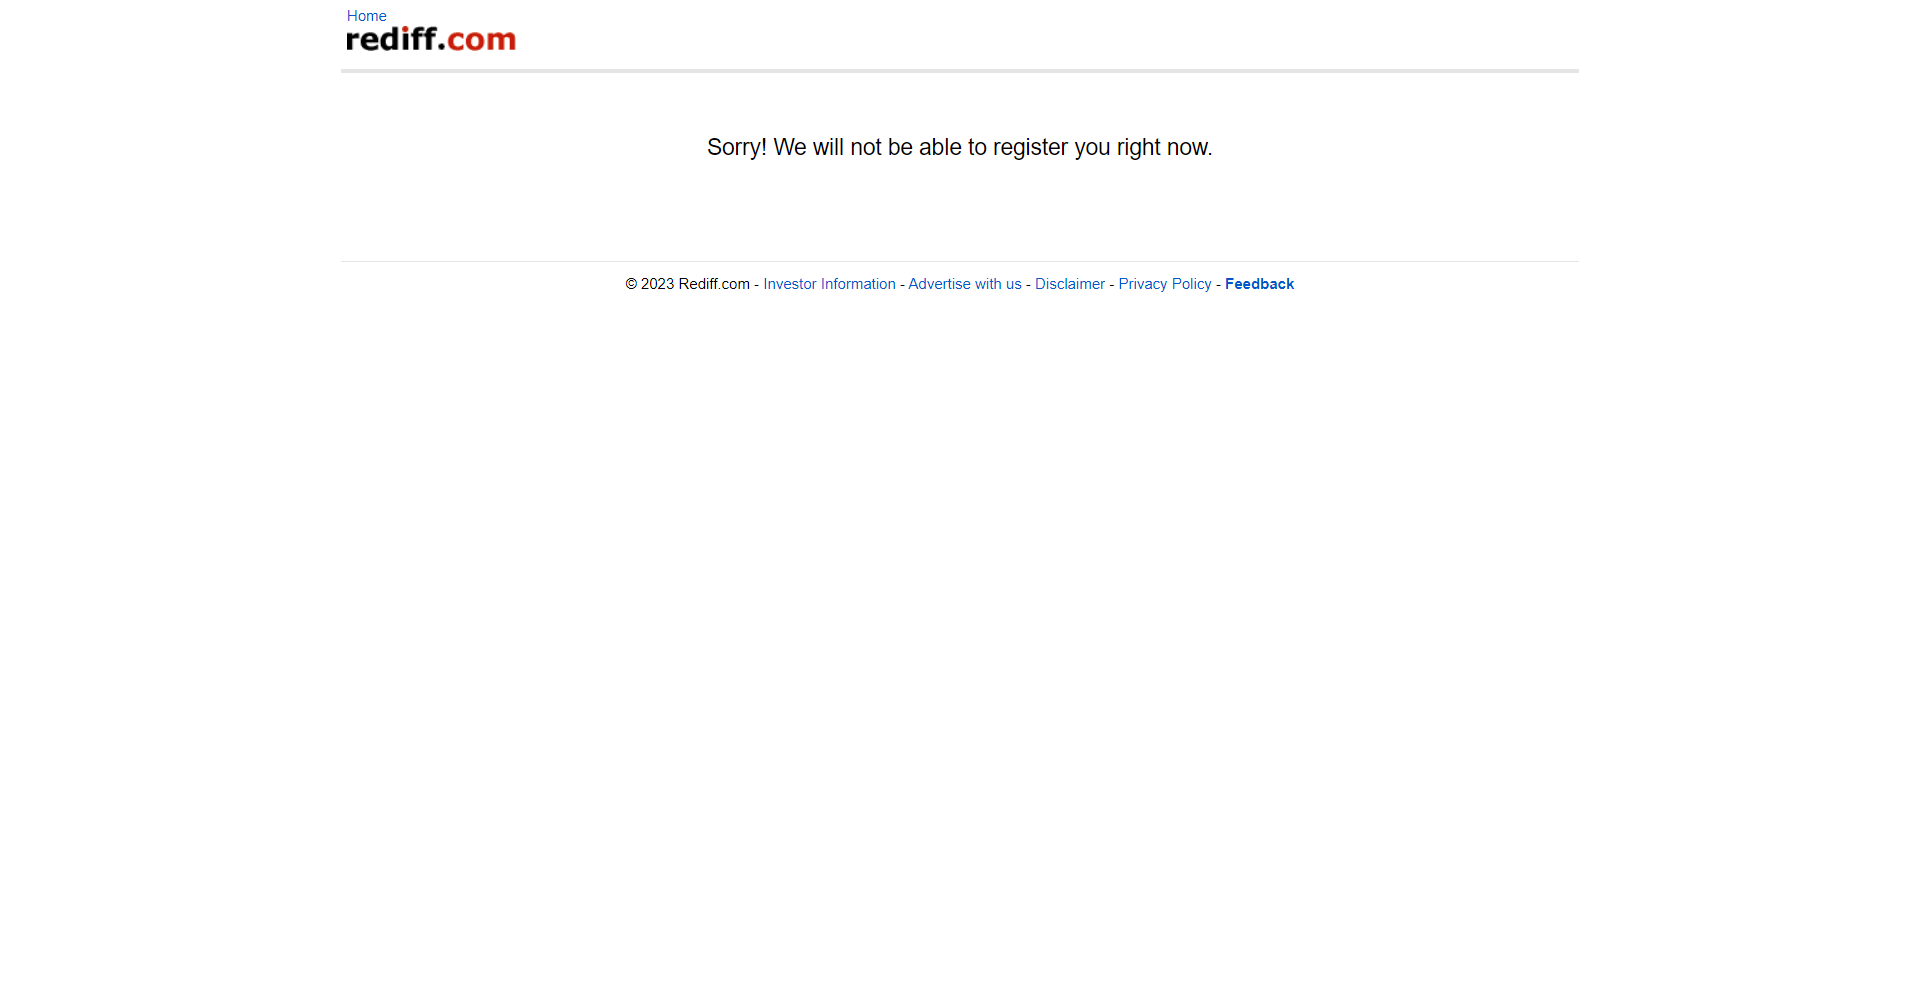 Home
rediff.com
Sorry! We will not be able to register you right now.
© 2023 Rediff.com - Investor Information - Advertise with us - Disclaimer - Privacy Policy - Feedback